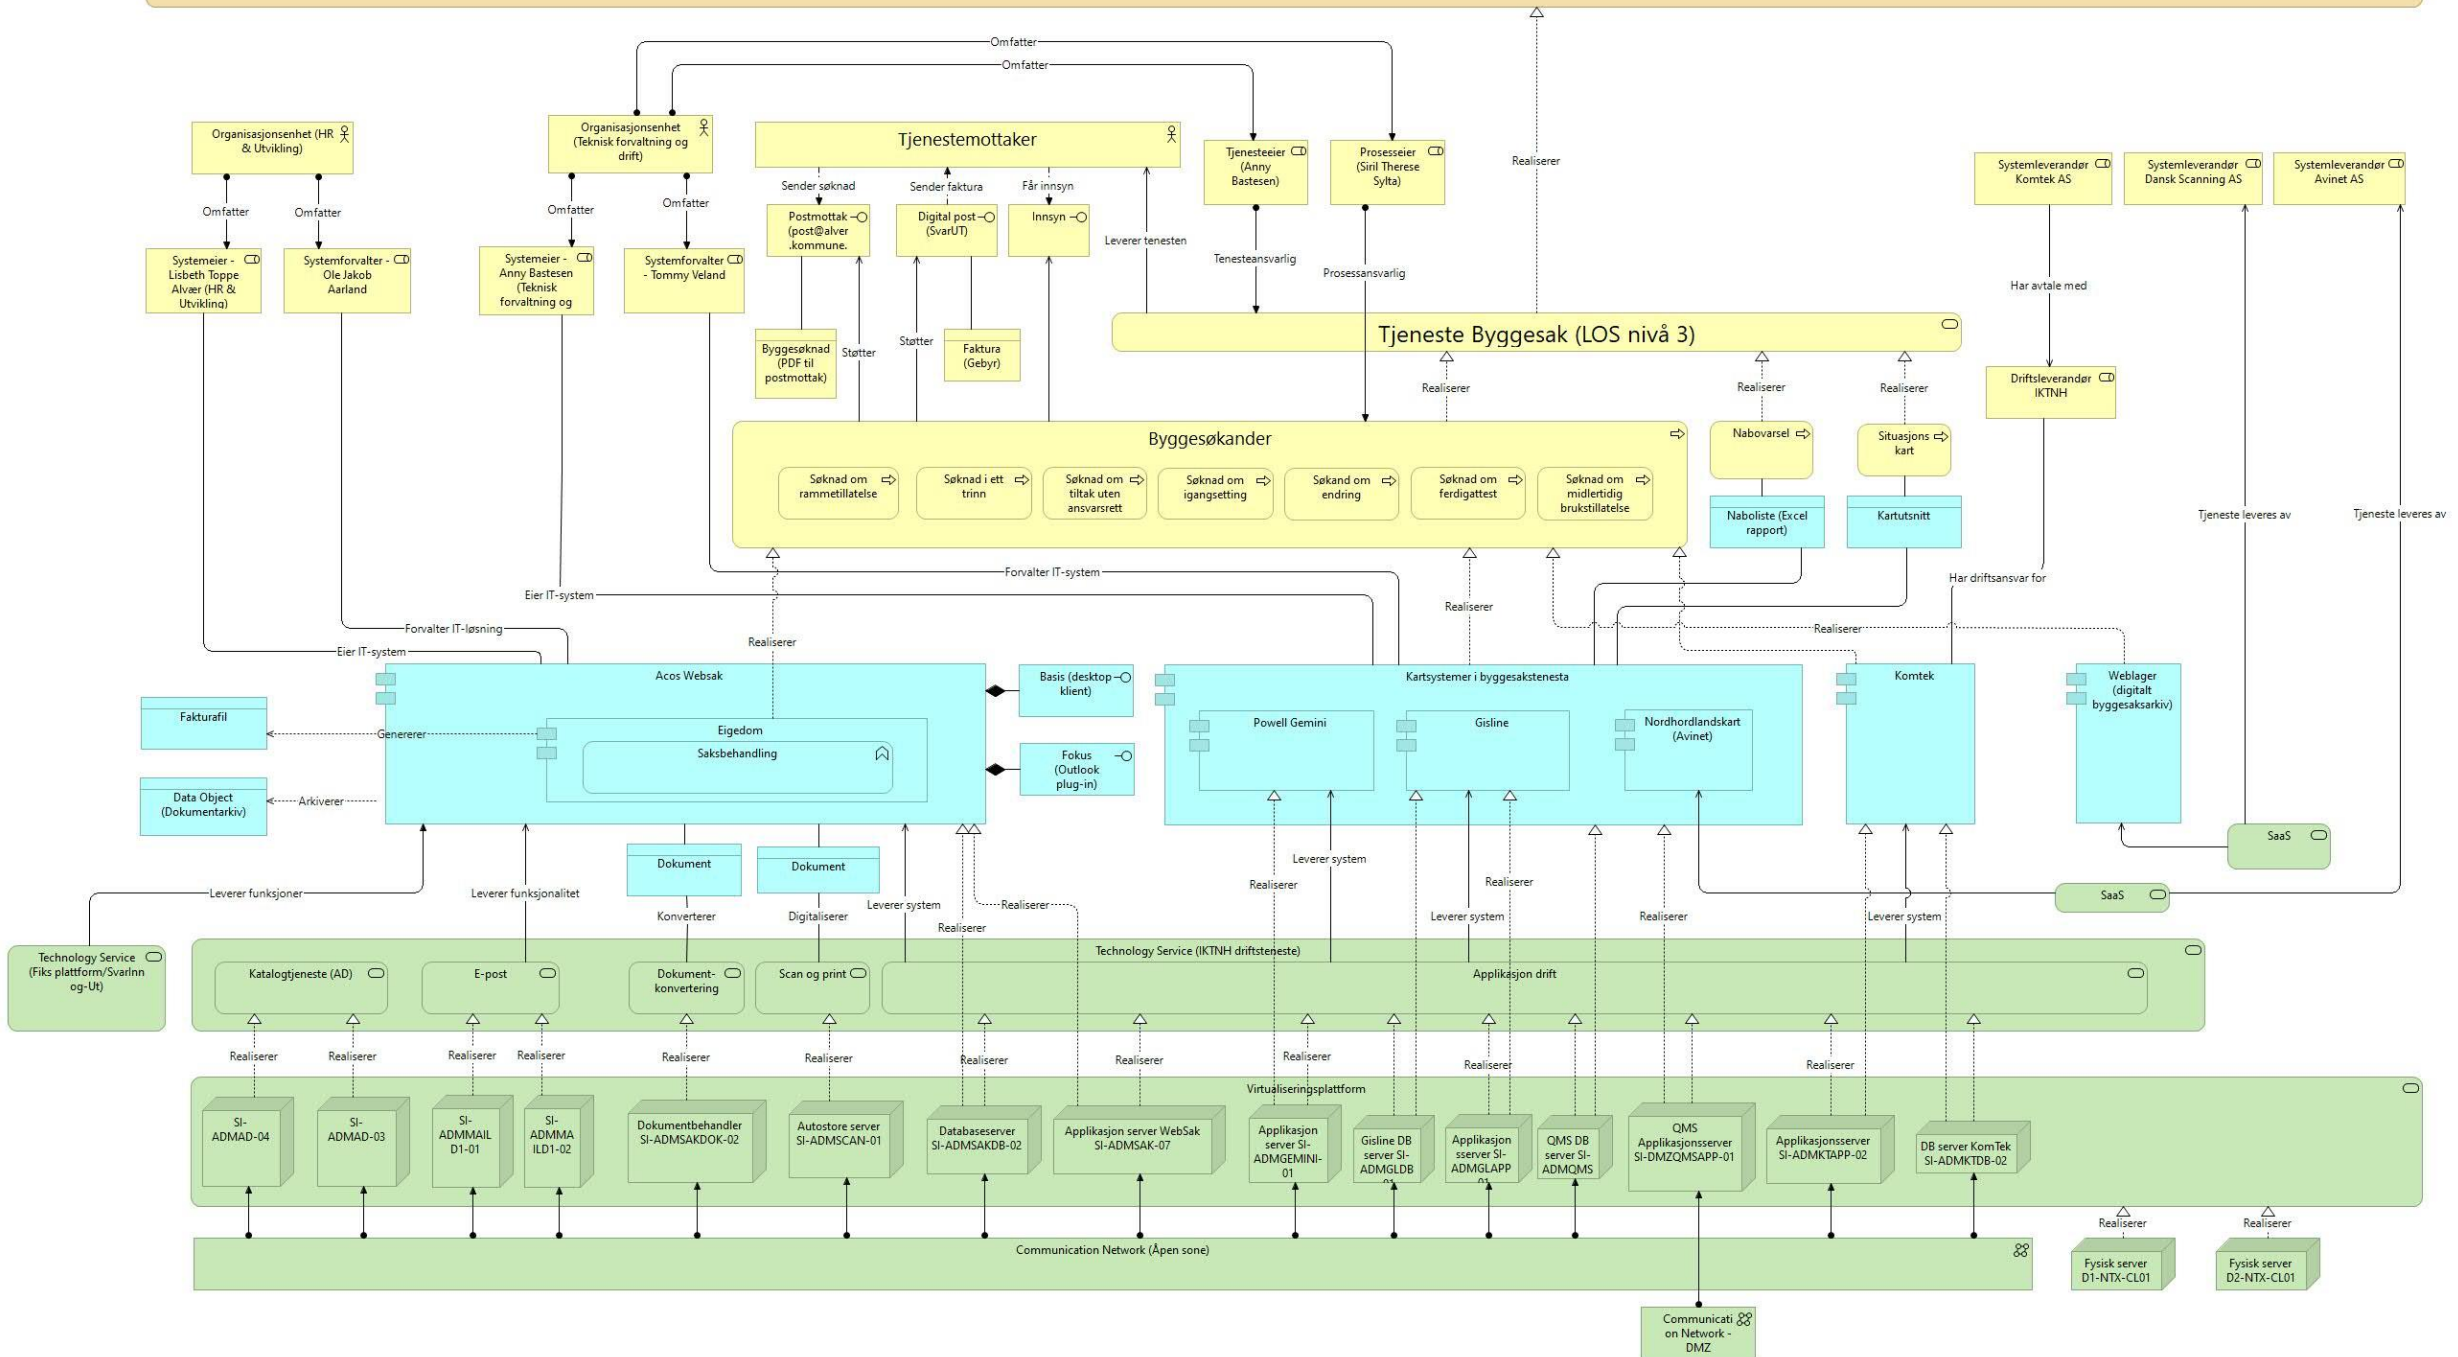 Omfatter
Omfatter
Organisasjonsenhet (HR
& Utvikling)
Organisasjonsenhet
(Teknisk forvaltning og
drift)
Tjenestemottaker
Tjenesteeier
(Anny
Bastesen)
Prosesseier
(Siril Therese
Sylta)
Realiserer
Systemleverandør
Komtek AS
Systemleverandør
Dansk Scanning AS
Systemleverandør
Avinet AS
Omfatter
Omfatter
Omfatter
Omfatter
Sender søknad
Sender faktura
Får innsyn
Leverer tenesten
Postmottak
(post@alver
.kommune.
Digital post
(SvarUT)
Innsyn
Tenesteansvarlig
Prosessansvarlig
Har avtale med
Systemeier -
Lisbeth Toppe
Alvær (HR &
Utvikling)
Systemforvalter -
Ole Jakob
Aarland
Systemeier -
Anny Bastesen
(Teknisk
forvaltning og
Systemforvalter
- Tommy Veland
Tjeneste Byggesak (LOS nivå 3)
Byggesøknad
(PDF til
postmottak)
Støtter
Støtter
Faktura
(Gebyr)
Realiserer
Realiserer
Realiserer
Driftsleverandør
IKTNH
Byggesøkander
Søknad om
rammetillatelse
Søknad i ett
trinn
Søknad om
tiltak uten
ansvarsrett
Søknad om
igangsetting
Søkand om
endring
Søknad om
ferdigattest
Søknad om
midlertidig
brukstillatelse
Nabovarsel
Situasjons
kart
Naboliste (Excel
rapport)
Kartutsnitt
Tjeneste leveres av
Tjeneste leveres av
Forvalter IT-system
Eier IT-system
Realiserer
Har driftsansvar for
Forvalter IT-løsning
Realiserer
Realiserer
Eier IT-system
Acos Websak
Basis (desktop
klient)
Kartsystemer i byggesakstenesta
Komtek
Weblager
(digitalt
byggesaksarkiv)
Fakturafil
Genererer
Eigedom
Saksbehandling
Powell Gemini
Gisline
Nordhordlandskart
(Avinet)
Fokus
(Outlook
plug-in)
Data Object
(Dokumentarkiv)
Arkiverer
SaaS
Dokument
Dokument
Leverer system
Leverer funksjoner
Leverer funksjonalitet
Realiserer
Realiserer
SaaS
Konverterer
Digitaliserer
Leverer system
Realiserer
Realiserer
Leverer system
Realiserer
Leverer system
Technology Service
(Fiks plattform/SvarInn
og-Ut)
Technology Service (IKTNH driftsteneste)
Katalogtjeneste (AD)
E-post
Dokument-
konvertering
Scan og print
Applikasjon drift
Realiserer
Realiserer
Realiserer
Realiserer
Realiserer
Realiserer
Realiserer
Realiserer
Realiserer
Realiserer
Realiserer
Virtualiseringsplattform
SI-
ADMAD-04
SI-
ADMAD-03
SI-
ADMMAIL
D1-01
SI-
ADMMA
ILD1-02
Dokumentbehandler
SI-ADMSAKDOK-02
Autostore server
SI-ADMSCAN-01
Databaseserver
SI-ADMSAKDB-02
Applikasjon server WebSak
SI-ADMSAK-07
Applikasjon
server SI-
ADMGEMINI-
01
Gisline DB
server SI-
ADMGLDB
01
Applikasjon
sserver SI-
ADMGLAPP
01
QMS DB
server SI-
ADMQMS
QMS
Applikasjonsserver
SI-DMZQMSAPP-01
Applikasjonsserver
SI-ADMKTAPP-02
DB server KomTek
SI-ADMKTDB-02
Realiserer
Realiserer
Communication Network (Åpen sone)
Fysisk server
D1-NTX-CL01
Fysisk server
D2-NTX-CL01
Communicati
on Network -
DMZ